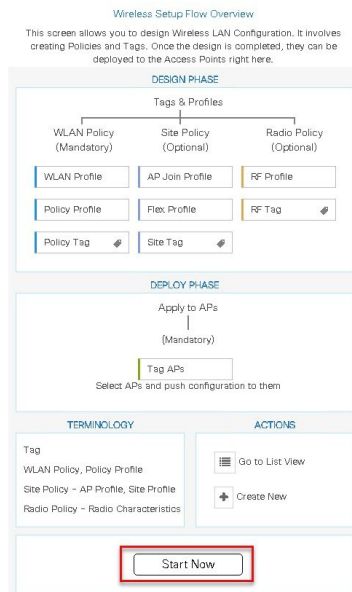 Wireless Setup Flow Overview
This screen allows you to design Wireless LAN Configuration. It involves
creating Policies and Tags. Once the design is completed, they can be
deployed to the Access Points right here.
DESIGN PHASE
Tags & Profiles
WLAN Policy
(Mandatory)
Site Policy
(Optional)
Radio Policy
(Optional)
WLAN Profile
AP Join Profile
RF Profile
Policy Profile
Flex Profile
RF Tag
Policy Tag
Site Tag
DEPLOY PHASE
Apply to APs
(Mandatory)
Tag APs
Select APs and push configuration to them
TERMINOLOGY
Tag
WLAN Policy, Policy Profile
Site Policy - AP Profile, Site Profile
Radio Policy - Radio Characteristics
ACTIONS
Go to List View
Create New
Start Now